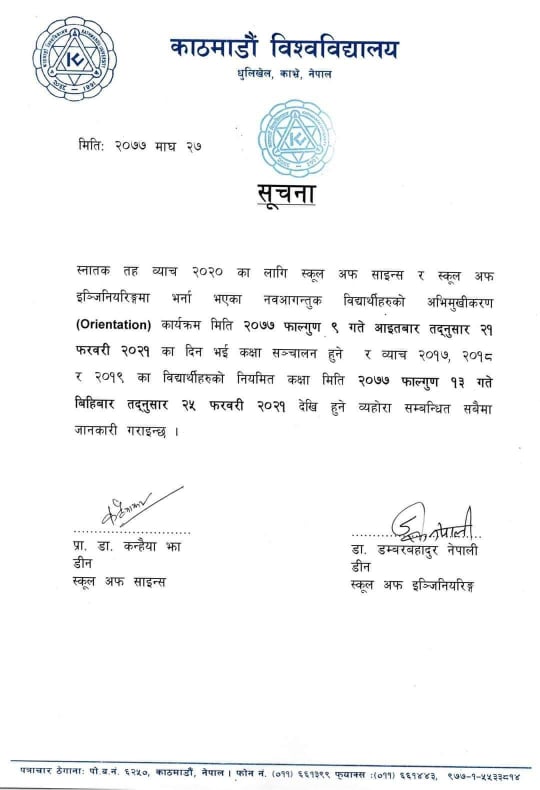 काठमाडौं विश्वविद्यालय
धुलिखेल, काभ्रे, नेपाल
मिति: २०७७ माघ २७
सूचना
स्नातक तह ब्याच २०२० का लागि स्कूल अफ साइन्स र स्कूल अफ
इञ्जिनियरिङ्गमा भर्ना भएका नवआगन्तुक विद्यार्थीहरुको अभिमुखीकरण
(Orientation) कार्यक्रम मिति २०७७ फाल्गुण ९ गते आइतबार तद्नुसार २१
फरवरी २०२१ का दिन भई कक्षा सञ्चालन हुने र ब्याच २०१७, २०१८
र २०१९ का विद्यार्थीहरुको नियमित कक्षा मिति २०७७ फाल्गुण १३ गते
बिहिबार तद्नुसार २५ फरवरी २०२१ देखि हुने व्यहोरा सम्बन्धित सबैमा
जानकारी गराइन्छ ।
प्रा. डा. कन्हैया झा
डीन
स्कूल अफ साइन्स
डा. डम्बरबहादुर नेपाली
डीन
स्कूल अफ इञ्जिनियरिङ्ग
पत्राचार ठेगाना: पो.ब.नं. ६२५०, काठमाडौं, नेपाल । फोन नं. (०११) ६६१३९९ फ्याक्स :(०११) ६६१४४३, ९७७-१-५५३३८१४